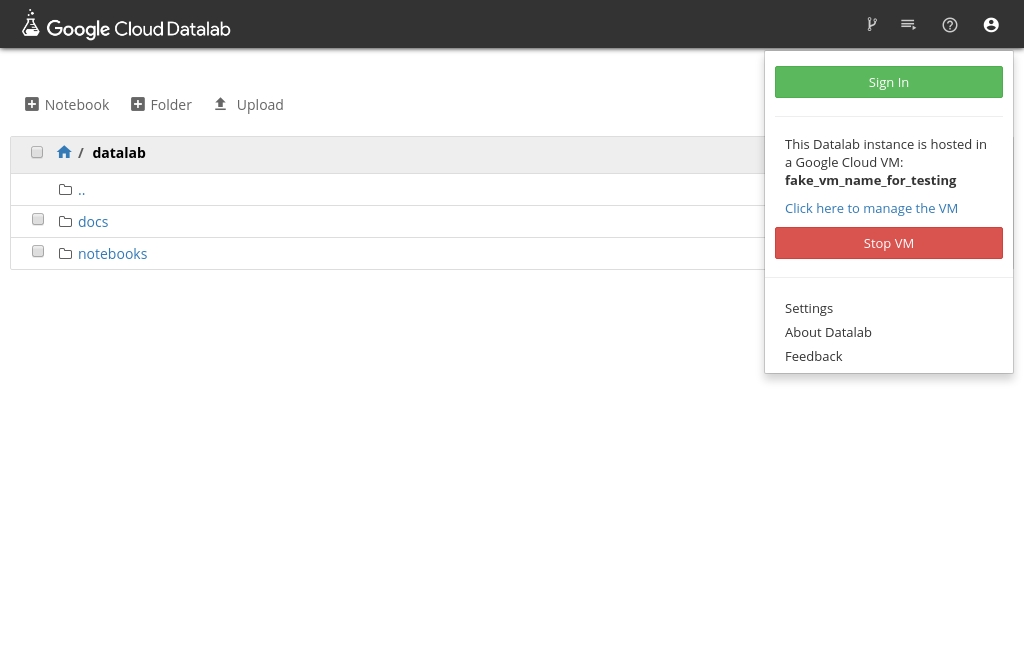 Google Cloud Datalab
Sign In
Notebook Folder Upload
This Datalab instance is hosted in
a Google Cloud VM:
fake_vm_name_for_testing
Click here to manage the VM
Stop VM
Settings
About Datalab
Feedback
/ datalab
..
docs
notebooks